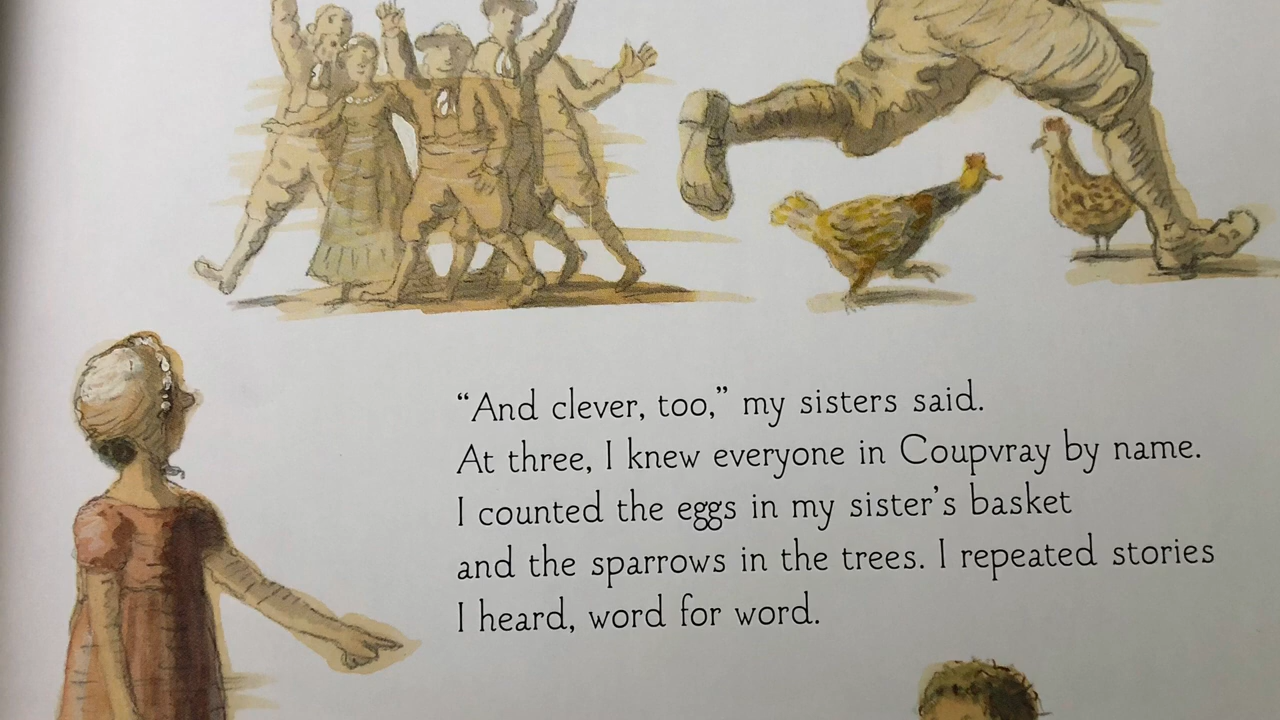 “And clever, too,” my sisters said.
At three, I knew everyone in Coupvray by name.
I counted the eggs in my sister’s basket
and the sparrows in the trees. I repeated stories
I heard, word for word.